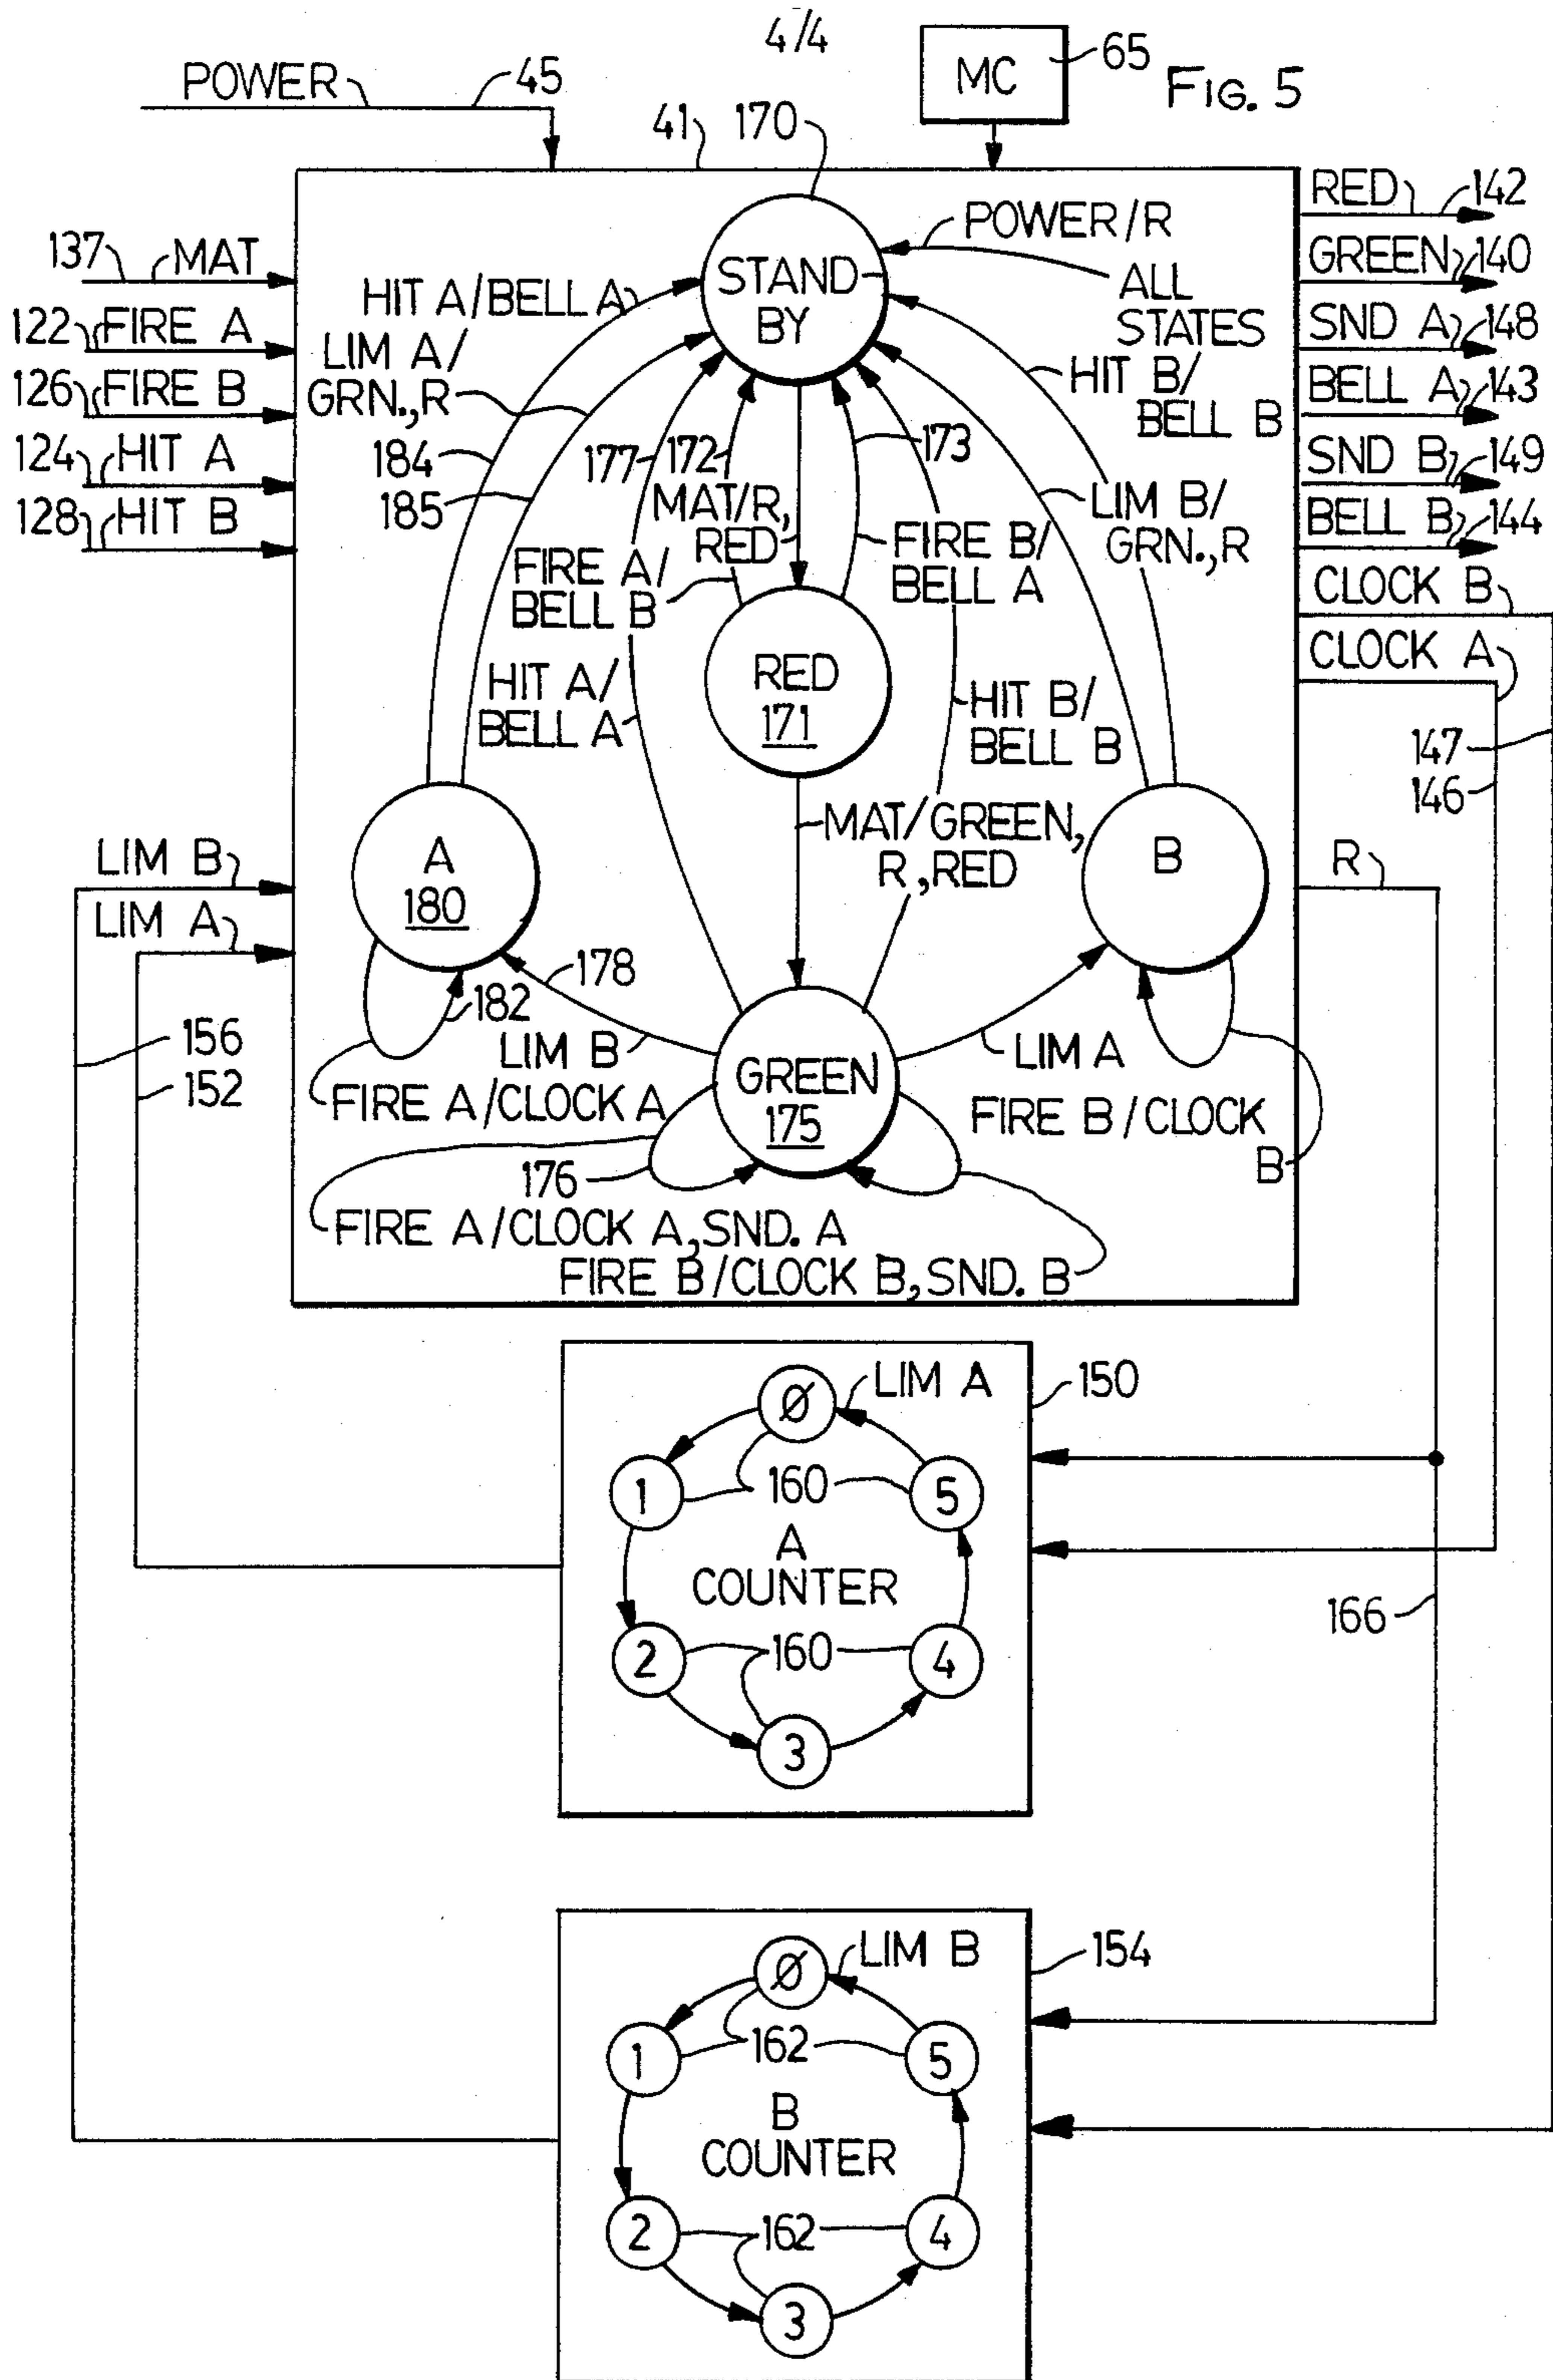 4/4
MC
65
FIG. 5
POWER
45
41
170
137
MAT
122
FIRE A
126
FIRE B
124
HIT A
128
HIT B
RED
142
GREEN
140
SND A
148
BELL A
143
SND B
149
BELL B
144
CLOCK B
CLOCK A
147
146
R
STAND
BY
POWER/R
ALL
STATES
HIT A/BELL A
LIM A/
GRN.,R
184
185
177
172
173
MAT/R,
RED
HIT B/
BELL B
LIM B/
GRN.,R
FIRE A/
BELL B
FIRE B/
BELL A
RED
171
HIT A/
BELL A
HIT B/
BELL B
MAT/GREEN,
R,RED
A
180
B
LIM B
LIM A
178
182
LIM B
LIM A
156
152
GREEN
175
FIRE A/CLOCK A
FIRE B/CLOCK
B
176
FIRE A/CLOCK A,SND. A
FIRE B/CLOCK B,SND. B
Ø
LIM A
150
1
160
5
A
COUNTER
166
2
160
4
3
Ø
LIM B
154
1
162
5
B
COUNTER
2
162
4
3